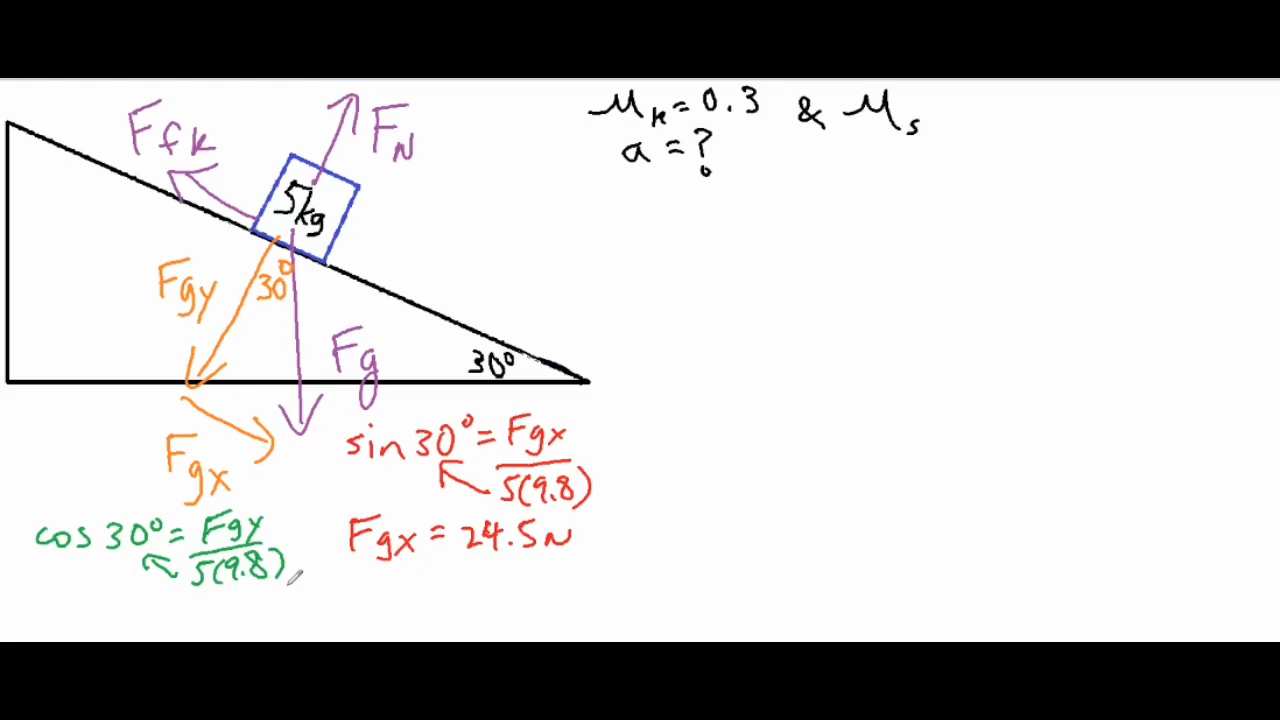 μk = 0.3 & μs
a = ?
Ffk
FN
5kg
Fgy
30°
Fg
30°
Fgx
sin 30° = Fgx
5(9.8)
Fgx = 24.5N
cos 30° = Fgy
5(9.8)